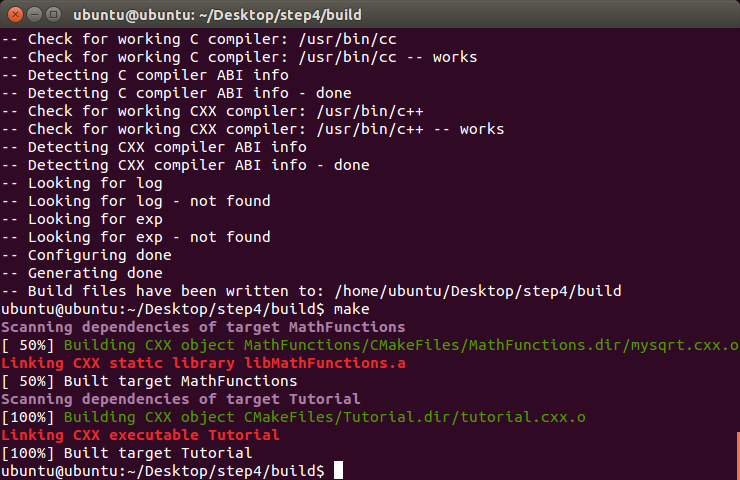 ubuntu@ubuntu: ~/Desktop/step4/build
-- Check for working C compiler: /usr/bin/cc
-- Check for working C compiler: /usr/bin/cc -- works
-- Detecting C compiler ABI info
-- Detecting C compiler ABI info - done
-- Check for working CXX compiler: /usr/bin/c++
-- Check for working CXX compiler: /usr/bin/c++ -- works
-- Detecting CXX compiler ABI info
-- Detecting CXX compiler ABI info - done
-- Looking for log
-- Looking for log - not found
-- Looking for exp
-- Looking for exp - not found
-- Configuring done
-- Generating done
-- Build files have been written to: /home/ubuntu/Desktop/step4/build
ubuntu@ubuntu:~/Desktop/step4/build$ make
Scanning dependencies of target MathFunctions
[ 50%] Building CXX object MathFunctions/CMakeFiles/MathFunctions.dir/mysqrt.cxx.o
Linking CXX static library libMathFunctions.a
[ 50%] Built target MathFunctions
Scanning dependencies of target Tutorial
[100%] Building CXX object CMakeFiles/Tutorial.dir/tutorial.cxx.o
Linking CXX executable Tutorial
[100%] Built target Tutorial
ubuntu@ubuntu:~/Desktop/step4/build$